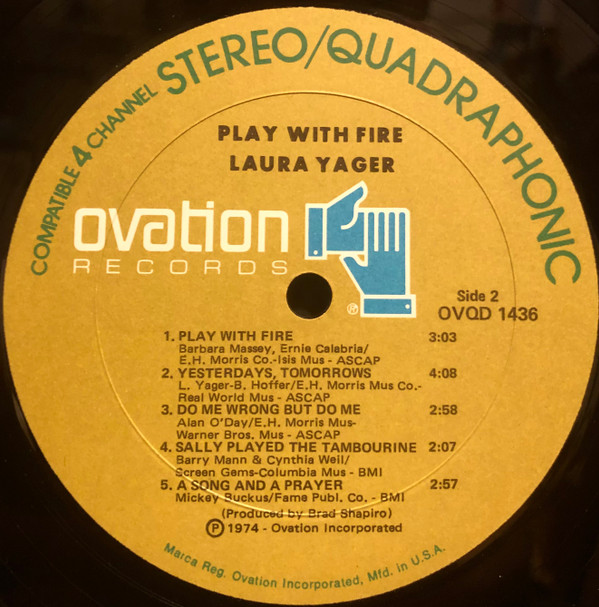 COMPATIBLE 4 CHANNEL STEREO/QUADRAPHONIC
PLAY WITH FIRE
LAURA YAGER
ovation
RECORDS
®
Side 2
OVQD 1436
1. PLAY WITH FIRE 3:03
Barbara Massey, Ernie Calabria/
E.H. Morris Co.-Isis Mus - ASCAP
2. YESTERDAYS, TOMORROWS 4:08
L. Yager-B. Hoffer/E.H. Morris Mus Co.-
Real World Mus - ASCAP
3. DO ME WRONG BUT DO ME 2:58
Alan O'Day/E.H. Morris Mus-
Warner Bros. Mus - ASCAP
4. SALLY PLAYED THE TAMBOURINE 2:07
Barry Mann & Cynthia Weil/
Screen Gems-Columbia Mus - BMI
5. A SONG AND A PRAYER 2:57
Mickey Buckus/Fame Publ. Co. - BMI
(Produced by Brad Shapiro)
Ⓟ 1974 - Ovation Incorporated
Marca Reg. Ovation Incorporated, Mfd. in U.S.A.